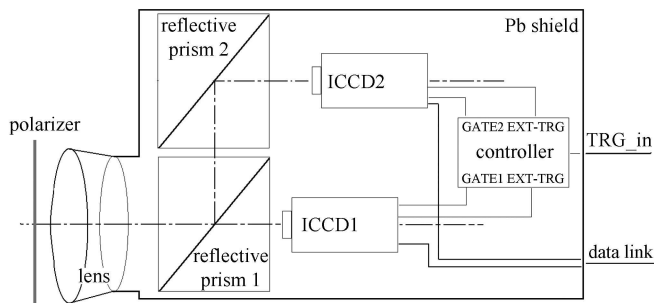 reflective
prism 2
Pb shield
ICCD2
polarizer
GATE2 EXT-TRG
controller
GATE1 EXT-TRG
TRG_in
ICCD1
reflective
prism 1
lens
data link